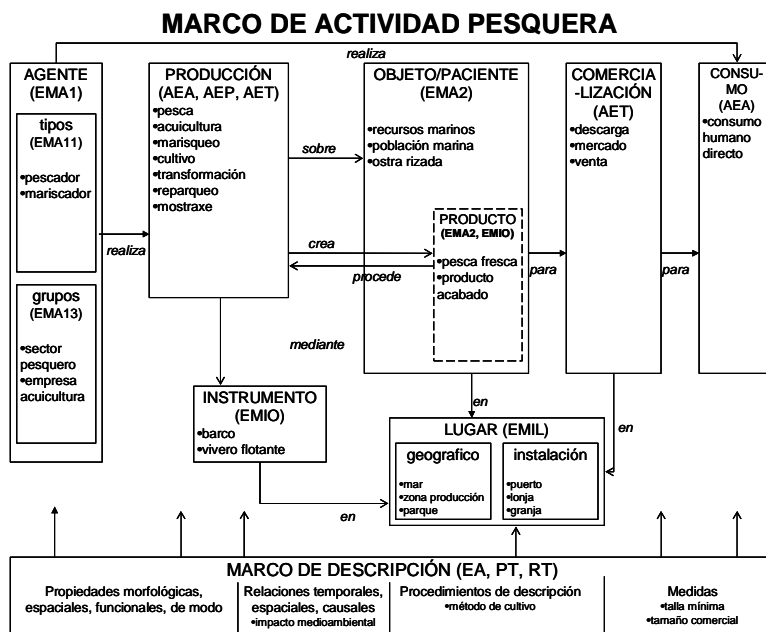 MARCO DE ACTIVIDAD PESQUERA
realiza
AGENTE
(EMA1)
tipos
(EMA11)
•pescador
•mariscador
grupos
(EMA13)
•sector
pesquero
•empresa
acuicultura
realiza
PRODUCCIÓN
(AEA, AEP, AET)
•pesca
•acuicultura
•marisqueo
•cultivo
•transformación
•reparqueo
•mostraxe
sobre
crea
procede
mediante
OBJETO/PACIENTE
(EMA2)
•recursos marinos
•población marina
•ostra rizada
PRODUCTO
(EMA2, EMIO)
•pesca fresca
•producto
acabado
para
COMERCIA
-LIZACIÓN
(AET)
•descarga
•mercado
•venta
para
CONSU-
MO (AEA)
•consumo
humano
directo
INSTRUMENTO
(EMIO)
•barco
•vivero flotante
en
en
en
LUGAR (EMIL)
geografico
•mar
•zona producción
•parque
instalación
•puerto
•lonja
•granja
MARCO DE DESCRIPCIÓN (EA, PT, RT)
Propiedades morfológicas,
espaciales, funcionales, de modo
Relaciones temporales,
espaciales, causales
•impacto medioambiental
Procedimientos de descripción
•método de cultivo
Medidas
•talla mínima
•tamaño comercial